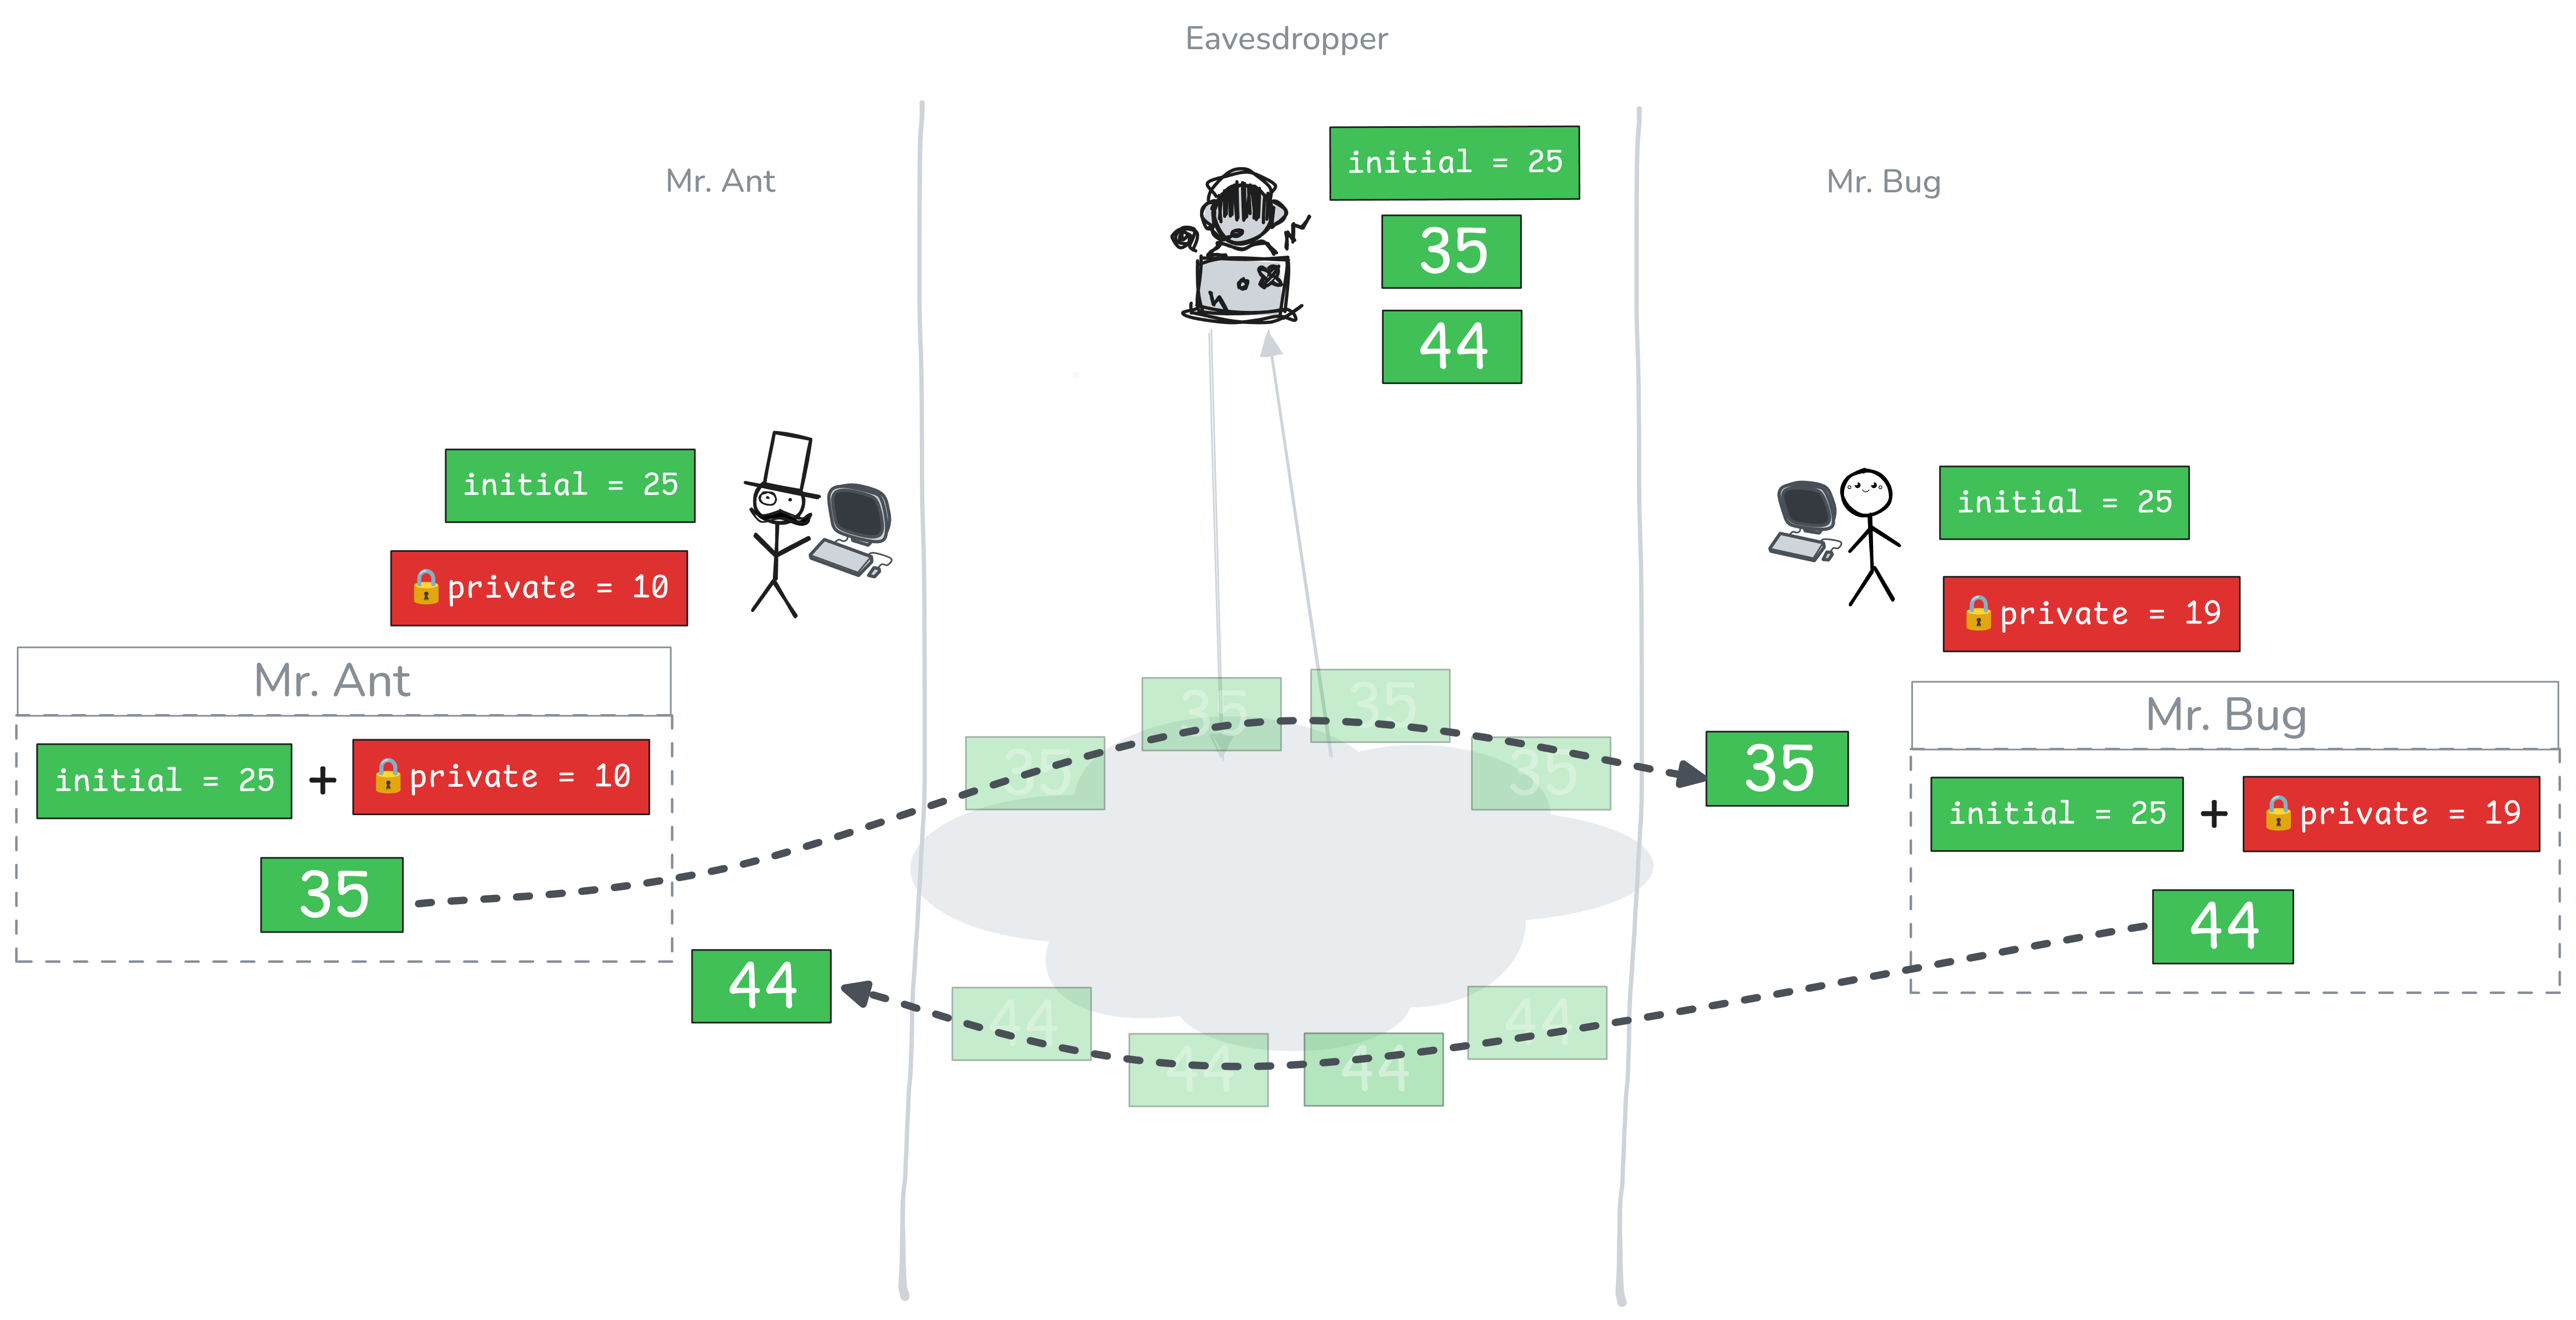 Eavesdropper
Mr. Ant
Mr. Bug
initial = 25
35
44
initial = 25
private = 10
initial = 25
private = 19
Mr. Ant
initial = 25 + private = 10
35
44
35
35
35
35
35
44
44
44
44
Mr. Bug
initial = 25 + private = 19
44